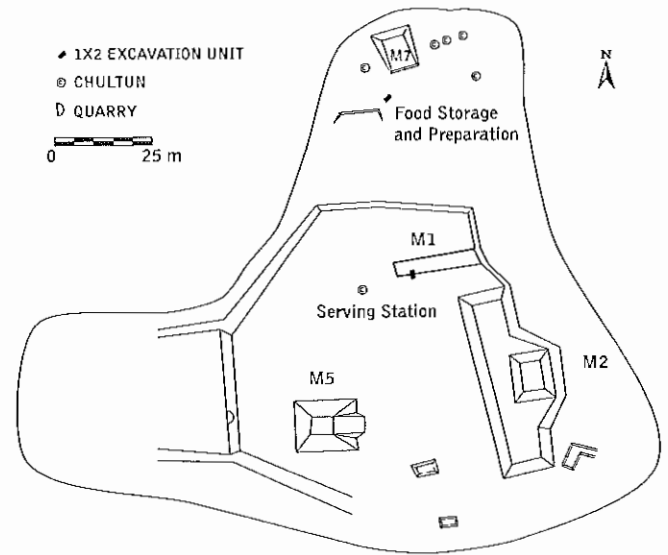 1X2 EXCAVATION UNIT
CHULTUN
QUARRY
0 25 m
N
M7
Food Storage
and Preparation
M1
Serving Station
M5
M2